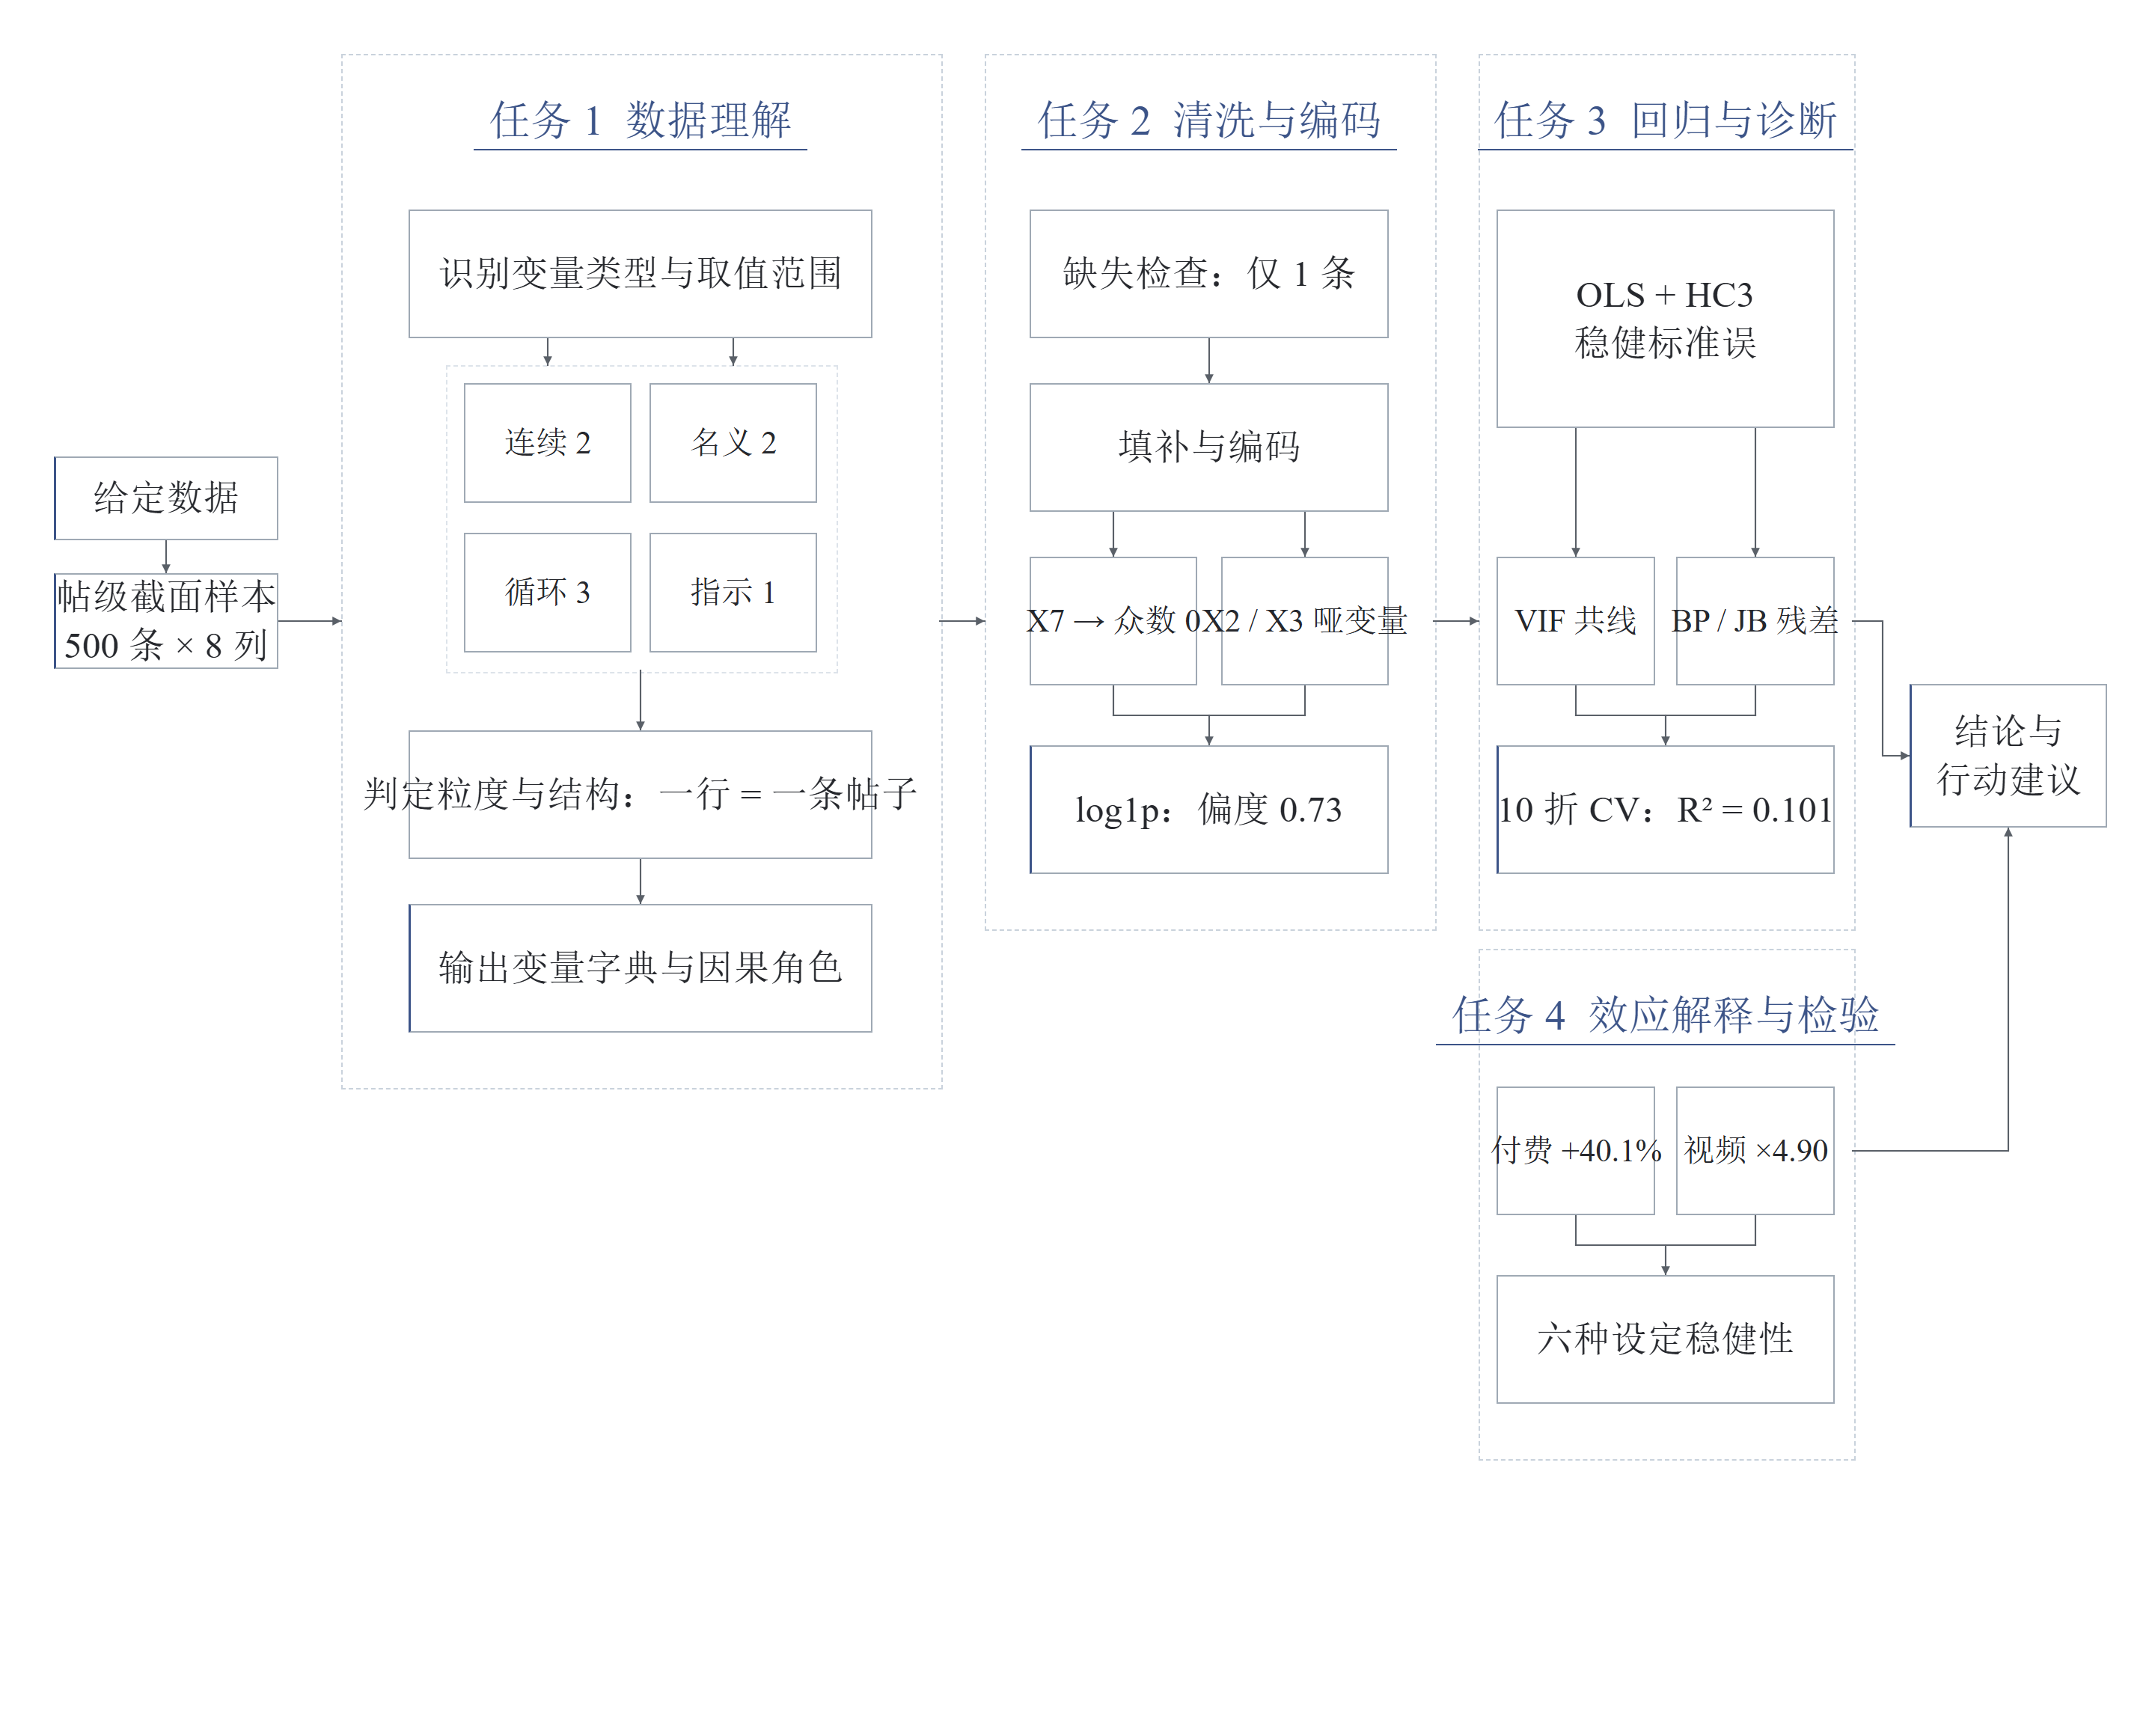 给定数据
帖级截面样本
500 条 × 8 列
任务 1 数据理解
识别变量类型与取值范围
连续 2
名义 2
循环 3
指示 1
判定粒度与结构：一行 = 一条帖子
输出变量字典与因果角色
任务 2 清洗与编码
缺失检查：仅 1 条
填补与编码
X7 → 众数 0
X2 / X3 哑变量
log1p：偏度 0.73
任务 3 回归与诊断
OLS + HC3
稳健标准误
VIF 共线
BP / JB 残差
10 折 CV：R² = 0.101
任务 4 效应解释与检验
付费 +40.1%
视频 ×4.90
六种设定稳健性
结论与
行动建议